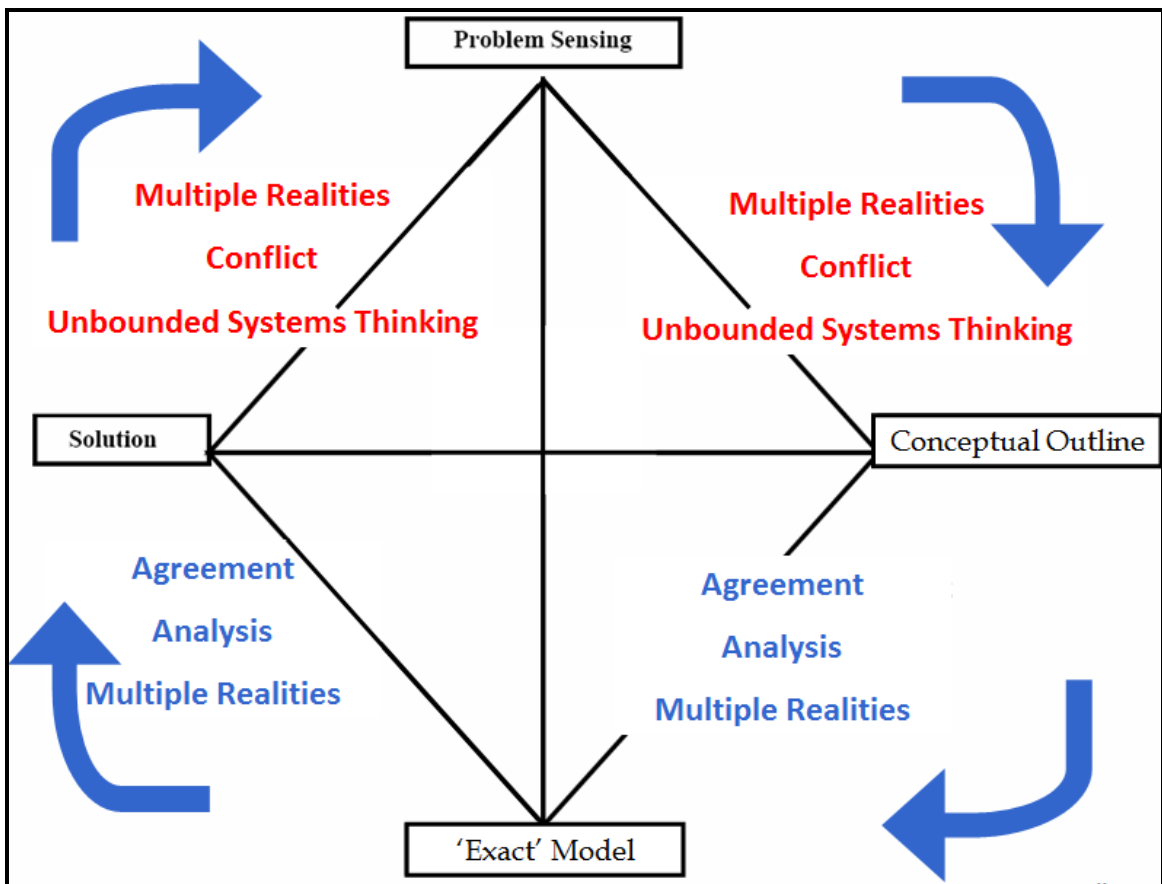 Problem Sensing
Multiple Realities
Conflict
Unbounded Systems Thinking
Multiple Realities
Conflict
Unbounded Systems Thinking
Solution
Conceptual Outline
Agreement
Analysis
Multiple Realities
Agreement
Analysis
Multiple Realities
‘Exact’ Model